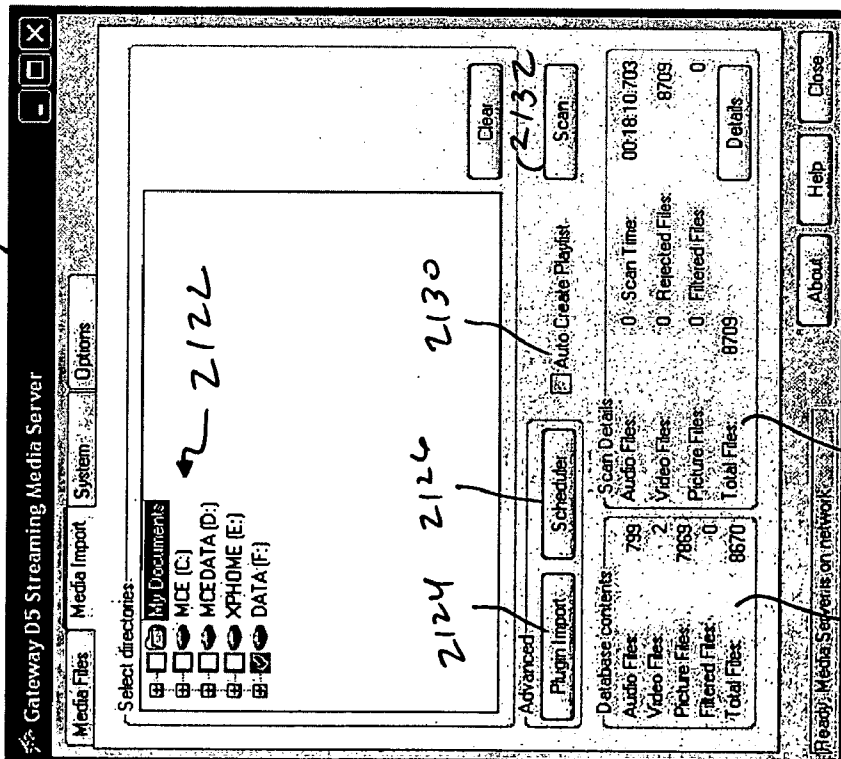 Gateway D5 Streaming Media Server
Media Files Media Import System Options
Select directories:
My Documents
MCE (C:)
MCEDATA (D:)
XPHOME (E:)
DATA (F:)
2122
2124 2126 2130
Clear
2132
Advanced
Plugin Import Scheduler
Auto Create Playlist
Scan
Database contents
Audio Files: 799
Video Files: 2
Picture Files: 7869
Filtered Files: 0
Total Files: 8670
Scan Details
Audio Files: 0 Scan Time: 00:18:10:703
Video Files: 0 Rejected Files: 8709
Picture Files: 0 Filtered Files: 0
Total Files: 8709
Details
Ready: Media Server is on network
About Help Close